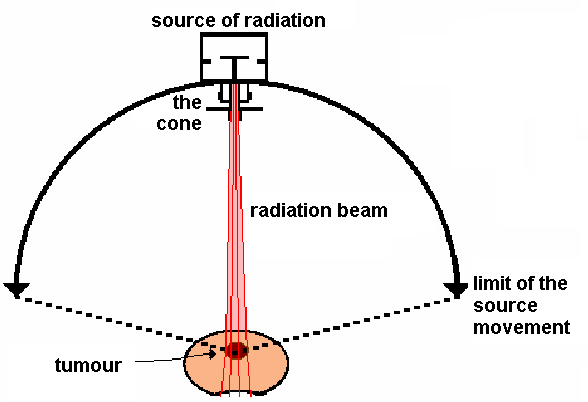 source of radiation
the
cone
radiation beam
limit of the
source
movement
tumour